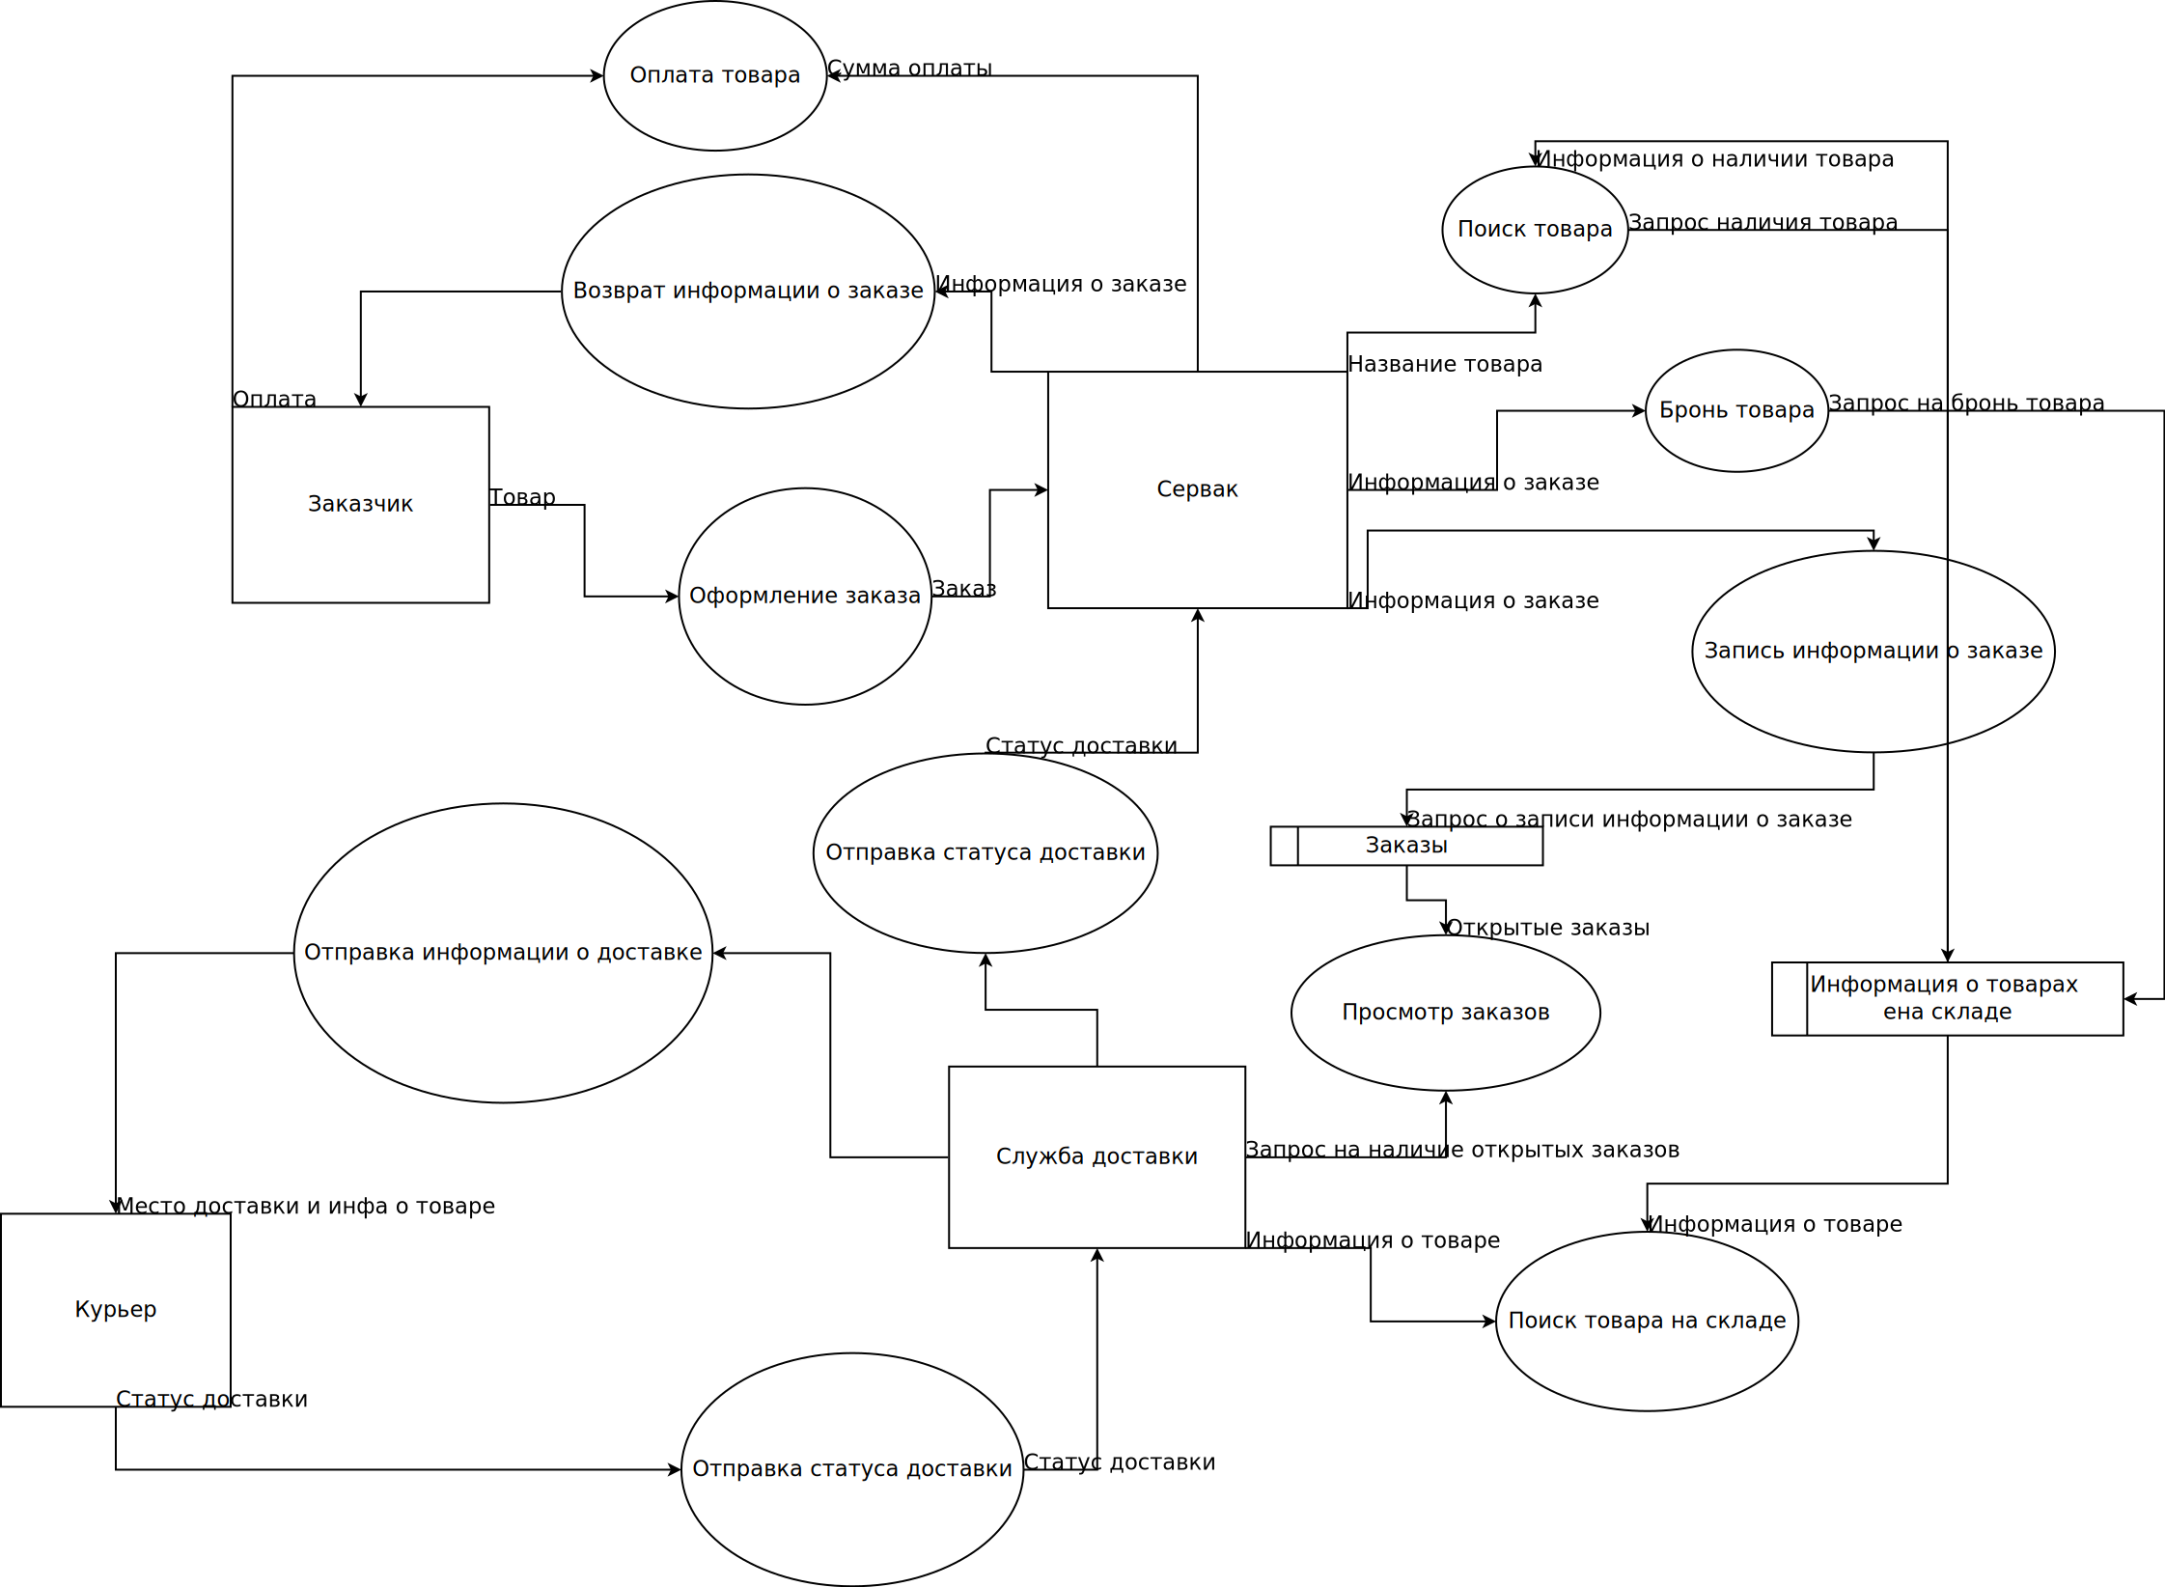 Оплата товара
Сумма оплаты
Информация о наличии товара
Поиск товара
Запрос наличия товара
Возврат информации о заказе
Информация о заказе
Название товара
Оплата
Бронь товара
Запрос на бронь товара
Заказчик
Товар
Сервак
Информация о заказе
Оформление заказа
Заказ
Информация о заказе
Запись информации о заказе
Статус доставки
Отправка статуса доставки
Запрос о записи информации о заказе
Заказы
Открытые заказы
Отправка информации о доставке
Просмотр заказов
Информация о товарах
ена складе
Служба доставки
Запрос на наличие открытых заказов
Место доставки и инфа о товаре
Информация о товаре
Информация о товаре
Курьер
Поиск товара на складе
Статус доставки
Отправка статуса доставки
Статус доставки